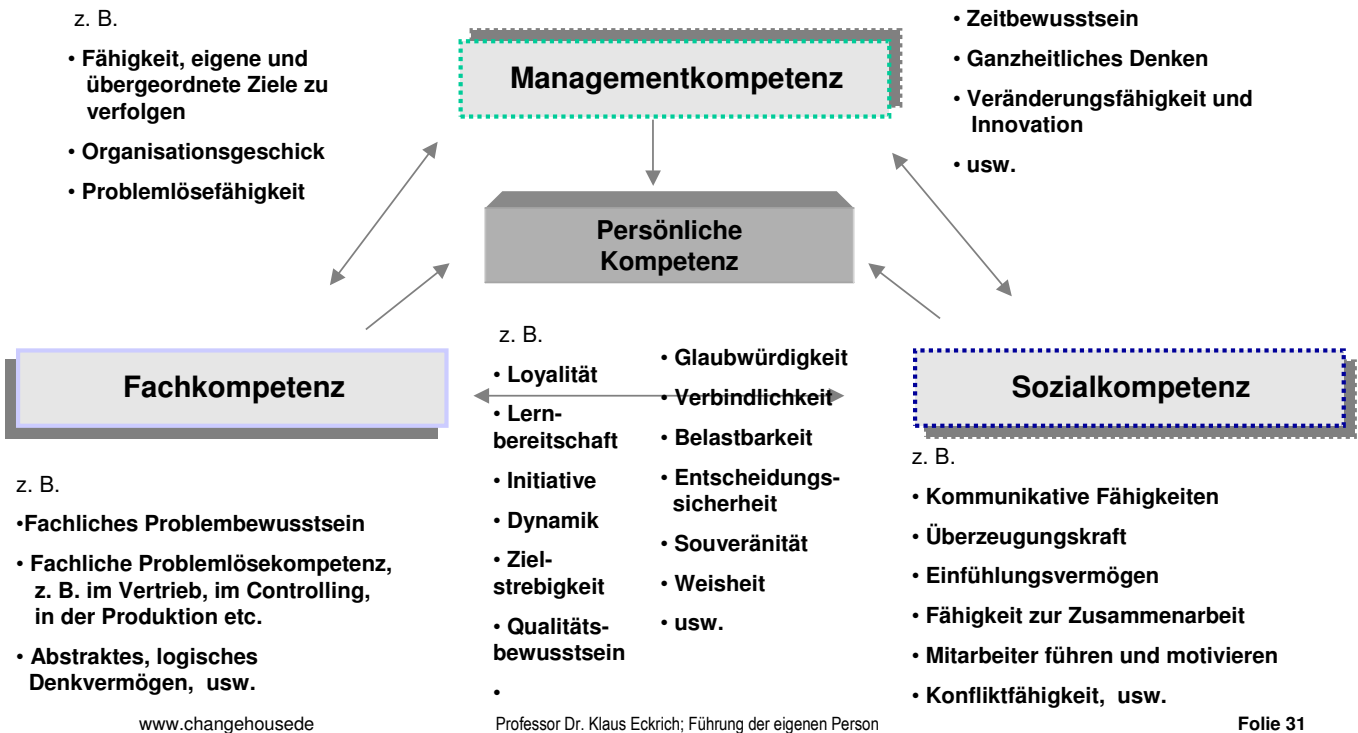 z. B.
• Fähigkeit, eigene und
übergeordnete Ziele zu
verfolgen
• Organisationsgeschick
• Problemlösefähigkeit
Managementkompetenz
• Zeitbewusstsein
• Ganzheitliches Denken
• Veränderungsfähigkeit und
Innovation
• usw.
Persönliche
Kompetenz
Fachkompetenz
z. B.
•Fachliches Problembewusstsein
• Fachliche Problemlösekompetenz,
z. B. im Vertrieb, im Controlling,
in der Produktion etc.
• Abstraktes, logisches
Denkvermögen, usw.
z. B.
• Loyalität
• Lern-
bereitschaft
• Initiative
• Dynamik
• Ziel-
strebigkeit
• Qualitäts-
bewusstsein
•
• Glaubwürdigkeit
• Verbindlichkeit
• Belastbarkeit
• Entscheidungs-
sicherheit
• Souveränität
• Weisheit
• usw.
Sozialkompetenz
z. B.
• Kommunikative Fähigkeiten
• Überzeugungskraft
• Einfühlungsvermögen
• Fähigkeit zur Zusammenarbeit
• Mitarbeiter führen und motivieren
• Konfliktfähigkeit, usw.
www.changehousede
Professor Dr. Klaus Eckrich; Führung der eigenen Person
Folie 31